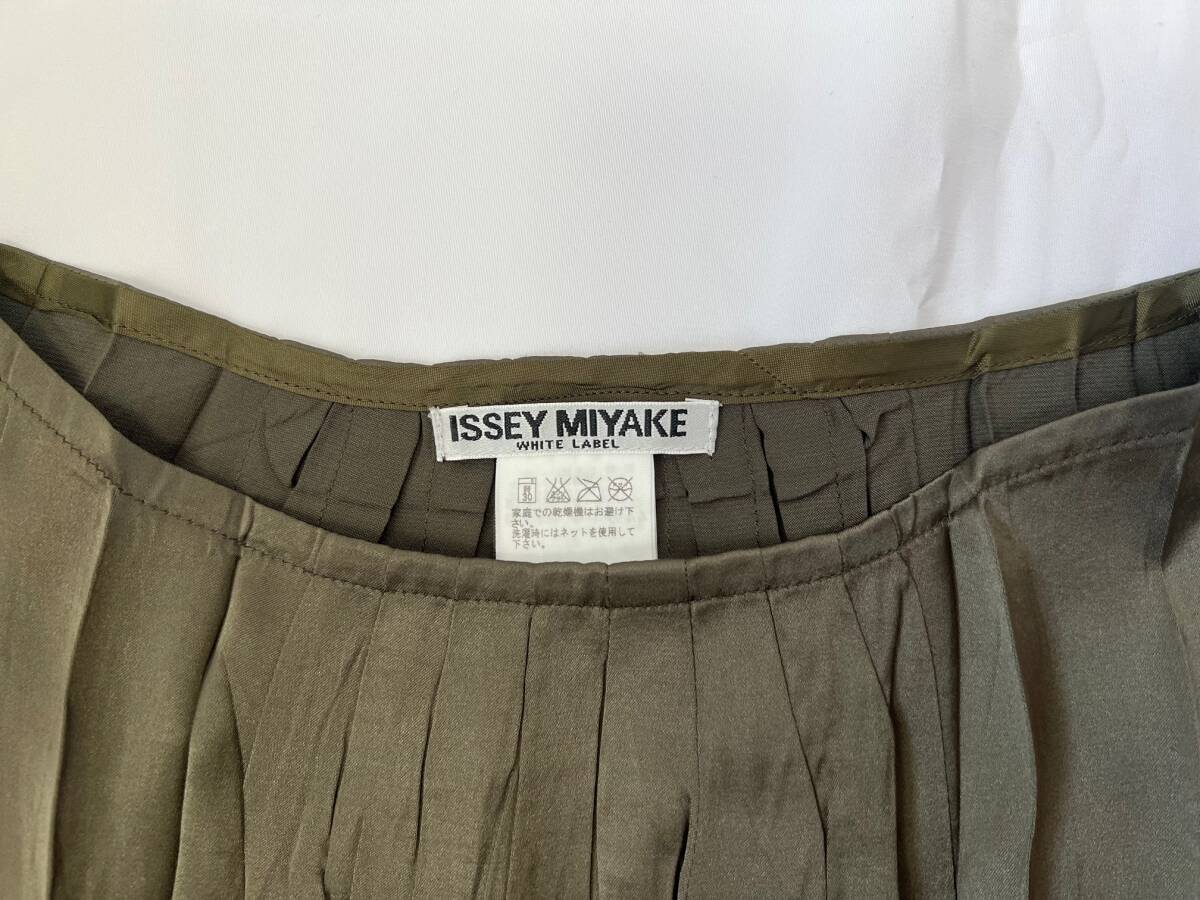 ISSEY MIYAKE
WHITE LABEL
30
家庭での乾燥機はお避け下
さい。
洗濯時にはネットを使用して
下さい。